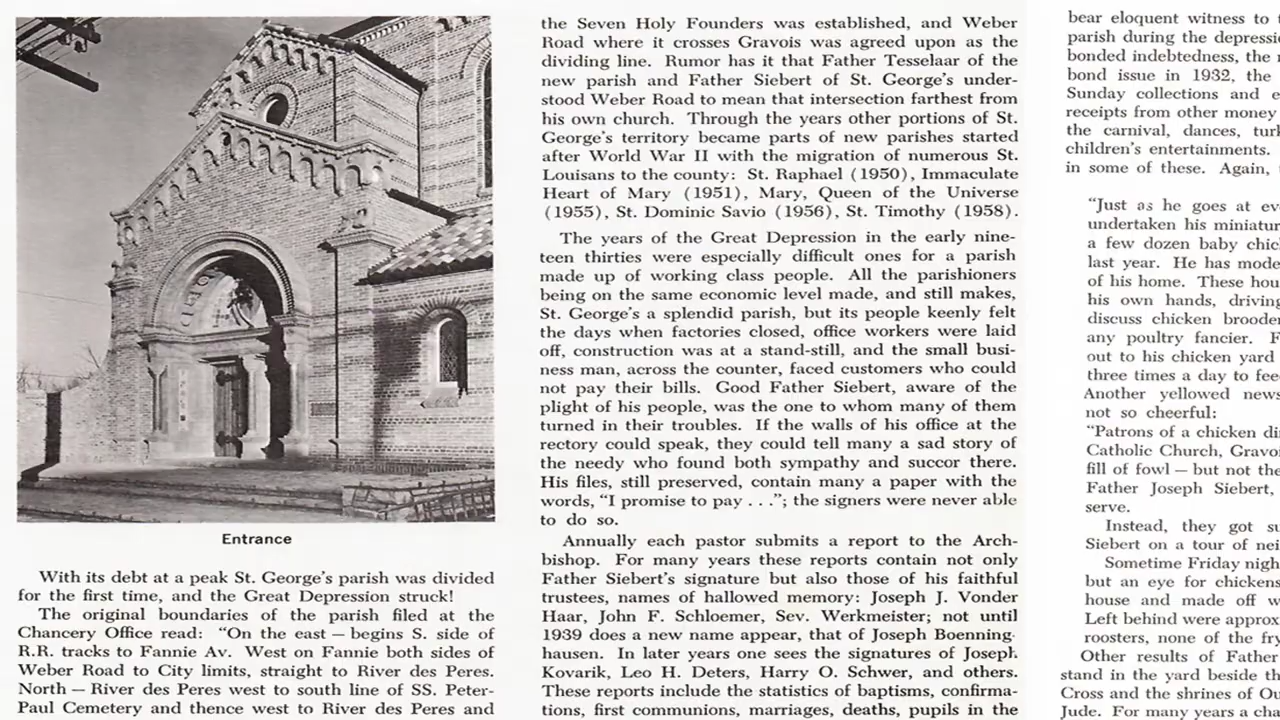 Entrance
With its debt at a peak St. George's parish was divided
for the first time, and the Great Depression struck!
The original boundaries of the parish filed at the
Chancery Office read: "On the east — begins S. side of
R.R. tracks to Fannie Av. West on Fannie both sides of
Weber Road to City limits, straight to River des Peres.
North — River des Peres west to south line of SS. Peter-
Paul Cemetery and thence west to River des Peres and
the Seven Holy Founders was established, and Weber
Road where it crosses Gravois was agreed upon as the
dividing line. Rumor has it that Father Tesselaar of the
new parish and Father Siebert of St. George's under-
stood Weber Road to mean that intersection farthest from
his own church. Through the years other portions of St.
George's territory became parts of new parishes started
after World War II with the migration of numerous St.
Louisans to the county: St. Raphael (1950), Immaculate
Heart of Mary (1951), Mary, Queen of the Universe
(1955), St. Dominic Savio (1956), St. Timothy (1958).
The years of the Great Depression in the early nine-
teen thirties were especially difficult ones for a parish
made up of working class people. All the parishioners
being on the same economic level made, and still makes,
St. George's a splendid parish, but its people keenly felt
the days when factories closed, office workers were laid
off, construction was at a stand-still, and the small busi-
ness man, across the counter, faced customers who could
not pay their bills. Good Father Siebert, aware of the
plight of his people, was the one to whom many of them
turned in their troubles. If the walls of his office at the
rectory could speak, they could tell many a sad story of
the needy who found both sympathy and succor there.
His files, still preserved, contain many a paper with the
words, "I promise to pay . . ."; the signers were never able
to do so.
Annually each pastor submits a report to the Arch-
bishop. For many years these reports contain not only
Father Siebert's signature but also those of his faithful
trustees, names of hallowed memory: Joseph J. Vonder
Haar, John F. Schloemer, Sev. Werkmeister; not until
1939 does a new name appear, that of Joseph Boenning-
hausen. In later years one sees the signatures of Joseph
Kovarik, Leo H. Deters, Harry O. Schwer, and others.
These reports include the statistics of baptisms, confirma-
tions, first communions, marriages, deaths, pupils in the
bear eloquent witness to
parish during the depressi
bonded indebtedness, the
bond issue in 1932, the
Sunday collections and e
receipts from other money
the carnival, dances, tur
children's entertainments.
in some of these. Again,
"Just as he goes at ev
undertaken his miniatur
a few dozen baby chic
last year. He has mode
of his home. These hou
his own hands, driving
discuss chicken brooder
any poultry fancier. F
out to his chicken yard
three times a day to fee
Another yellowed news
not so cheerful:
"Patrons of a chicken di
Catholic Church, Gravo
fill of fowl — but not the
Father Joseph Siebert,
serve.
Instead, they got su
Siebert on a tour of nei
Sometime Friday nigh
but an eye for chickens
house and made off w
Left behind were approx
roosters, none of the fry
Other results of Father
stand in the yard beside th
Cross and the shrines of Ou
Jude. For many years a cha